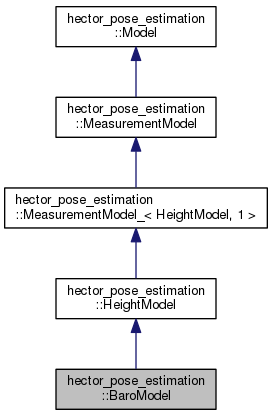 hector_pose_estimation
::Model
hector_pose_estimation
::MeasurementModel
hector_pose_estimation
::MeasurementModel_< HeightModel, 1 >
hector_pose_estimation
::HeightModel
hector_pose_estimation
::BaroModel